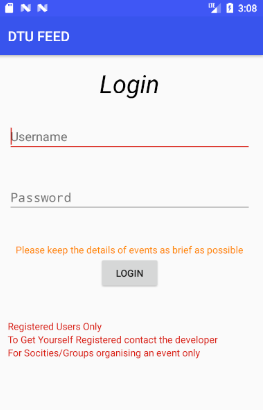 3:08
DTU FEED
Login
Username
Password
Please keep the details of events as brief as possible
LOGIN
Registered Users Only
To Get Yourself Registered contact the developer
For Socities/Groups organising an event only